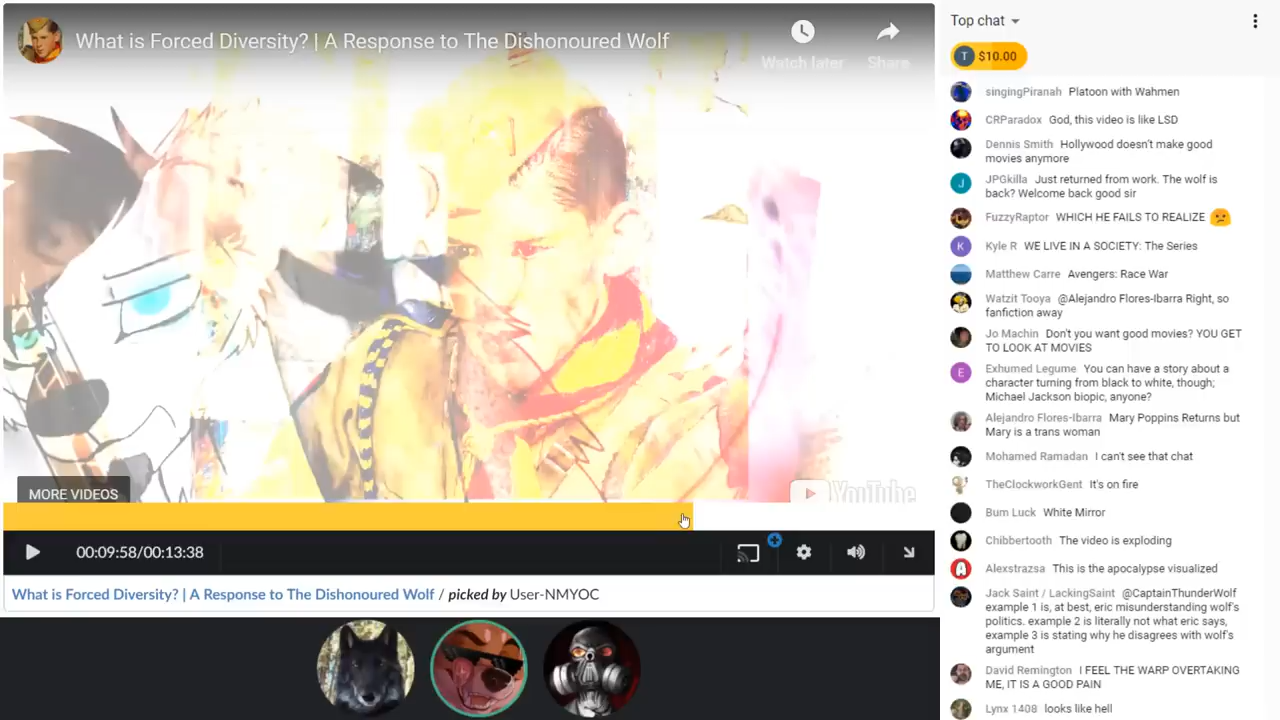 What is Forced Diversity? | A Response to The Dishonoured Wolf
Watch later
Share
MORE VIDEOS
YouTube
00:09:58/00:13:38
What is Forced Diversity? | A Response to The Dishonoured Wolf / picked by User-NMYOC
Top chat
T $10.00
singingPiranah Platoon with Wahmen
CRParadox God, this video is like LSD
Dennis Smith Hollywood doesn't make good
movies anymore
J JPGkilla Just returned from work. The wolf is
back? Welcome back good sir
FuzzyRaptor WHICH HE FAILS TO REALIZE
K Kyle R WE LIVE IN A SOCIETY: The Series
Matthew Carre Avengers: Race War
Watzit Tooya @Alejandro Flores-Ibarra Right, so
fanfiction away
Jo Machin Don't you want good movies? YOU GET
TO LOOK AT MOVIES
E Exhumed Legume You can have a story about a
character turning from black to white, though;
Michael Jackson biopic, anyone?
Alejandro Flores-Ibarra Mary Poppins Returns but
Mary is a trans woman
Mohamed Ramadan I can't see that chat
TheClockworkGent It's on fire
Bum Luck White Mirror
Chibbertooth The video is exploding
Alexstrazsa This is the apocalypse visualized
Jack Saint / LackingSaint @CaptainThunderWolf
example 1 is, at best, eric misunderstanding wolf's
politics. example 2 is literally not what eric says,
example 3 is stating why he disagrees with wolf's
argument
David Remington I FEEL THE WARP OVERTAKING
ME, IT IS A GOOD PAIN
Lynx 1408 looks like hell